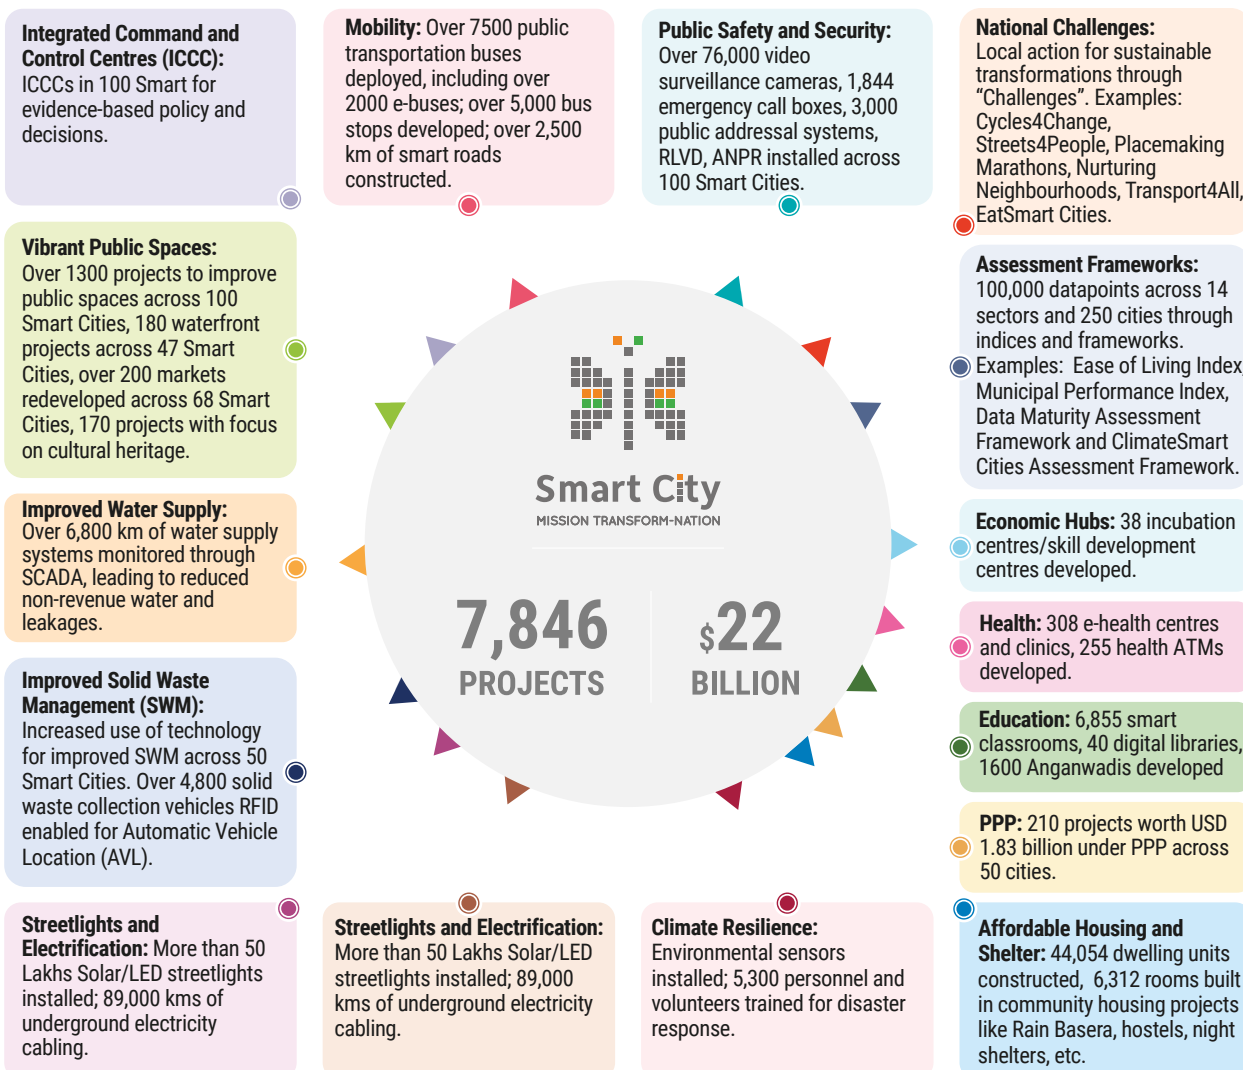 Integrated Command and
Control Centres (ICCC):
ICCCs in 100 Smart for
evidence-based policy and
decisions.
Mobility: Over 7500 public
transportation buses
deployed, including over
2000 e-buses; over 5,000 bus
stops developed; over 2,500
km of smart roads
constructed.
Public Safety and Security:
Over 76,000 video
surveillance cameras, 1,844
emergency call boxes, 3,000
public addressal systems,
RLVD, ANPR installed across
100 Smart Cities.
National Challenges:
Local action for sustainable
transformations through
“Challenges”. Examples:
Cycles4Change,
Streets4People, Placemaking
Marathons, Nurturing
Neighbourhoods, Transport4All,
EatSmart Cities.
Vibrant Public Spaces:
Over 1300 projects to improve
public spaces across 100
Smart Cities, 180 waterfront
projects across 47 Smart
Cities, over 200 markets
redeveloped across 68 Smart
Cities, 170 projects with focus
on cultural heritage.
Assessment Frameworks:
100,000 datapoints across 14
sectors and 250 cities through
indices and frameworks.
Examples: Ease of Living Index,
Municipal Performance Index,
Data Maturity Assessment
Framework and ClimateSmart
Cities Assessment Framework.
Smart City
MISSION TRANSFORM-NATION
7,846
PROJECTS
$22
BILLION
Improved Water Supply:
Over 6,800 km of water supply
systems monitored through
SCADA, leading to reduced
non-revenue water and
leakages.
Economic Hubs: 38 incubation
centres/skill development
centres developed.
Health: 308 e-health centres
and clinics, 255 health ATMs
developed.
Improved Solid Waste
Management (SWM):
Increased use of technology
for improved SWM across 50
Smart Cities. Over 4,800 solid
waste collection vehicles RFID
enabled for Automatic Vehicle
Location (AVL).
Education: 6,855 smart
classrooms, 40 digital libraries,
1600 Anganwadis developed
PPP: 210 projects worth USD
1.83 billion under PPP across
50 cities.
Streetlights and
Electrification: More than 50
Lakhs Solar/LED streetlights
installed; 89,000 kms of
underground electricity
cabling.
Streetlights and Electrification:
More than 50 Lakhs Solar/LED
streetlights installed; 89,000
kms of underground electricity
cabling.
Climate Resilience:
Environmental sensors
installed; 5,300 personnel and
volunteers trained for disaster
response.
Affordable Housing and
Shelter: 44,054 dwelling units
constructed, 6,312 rooms built
in community housing projects
like Rain Basera, hostels, night
shelters, etc.